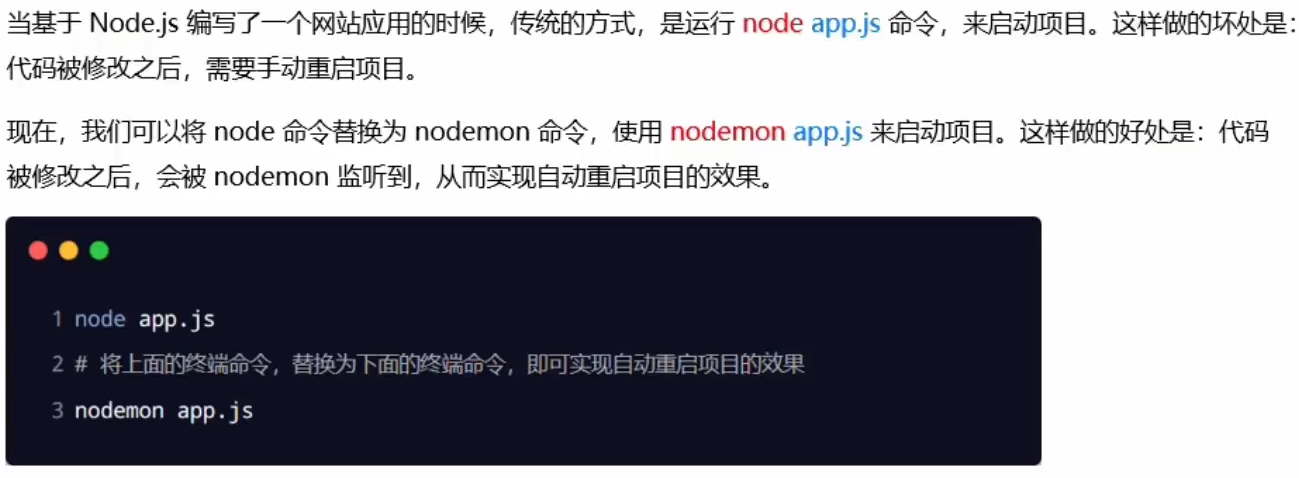 当基于 Node.js 编写了一个网站应用的时候，传统的方式，是运行 node app.js 命令，来启动项目。这样做的坏处是：
代码被修改之后，需要手动重启项目。
现在，我们可以将 node 命令替换为 nodemon 命令，使用 nodemon app.js 来启动项目。这样做的好处是：代码
被修改之后，会被 nodemon 监听到，从而实现自动重启项目的效果。
1 node app.js
2 # 将上面的终端命令，替换为下面的终端命令，即可实现自动重启项目的效果
3 nodemon app.js